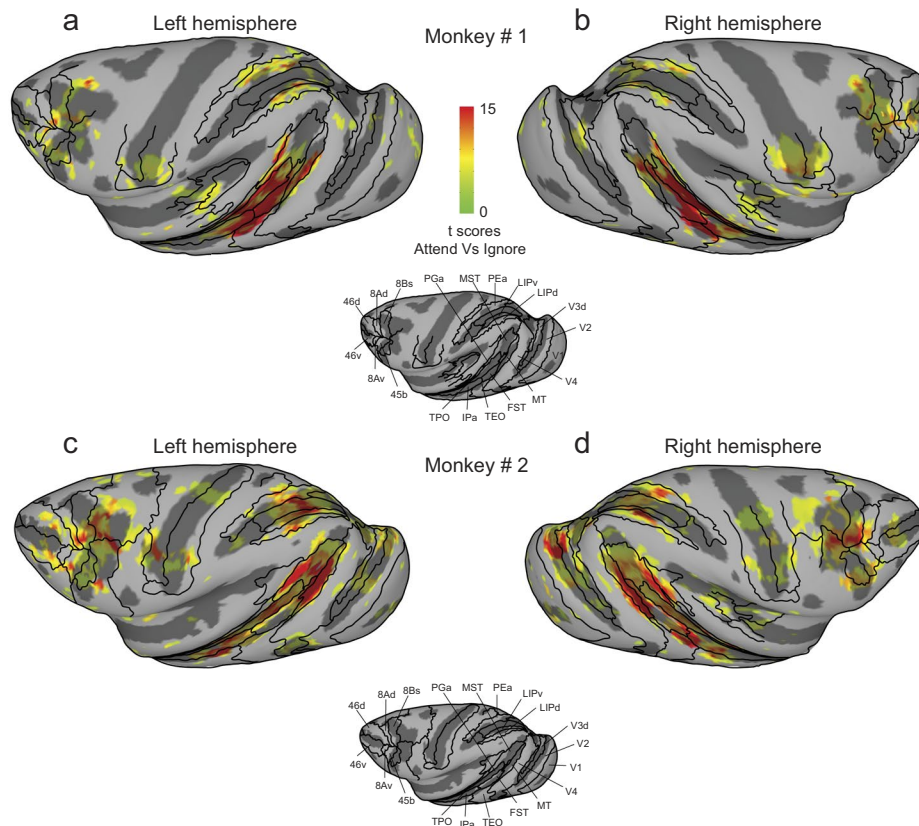 a
Left hemisphere
Monkey # 1
b
Right hemisphere
15
0
t scores
Attend Vs Ignore
PGa
MST
PEa
LIPv
LIPd
8Bs
8Ad
46d
V3d
V2
V1
46v
8Av
V4
45b
MT
FST
TPO
IPa
TEO
c
Left hemisphere
Monkey # 2
d
Right hemisphere
PGa
MST
PEa
LIPv
LIPd
8Bs
8Ad
46d
V3d
V2
V1
46v
8Av
V4
45b
MT
FST
TPO
IPa
TEO